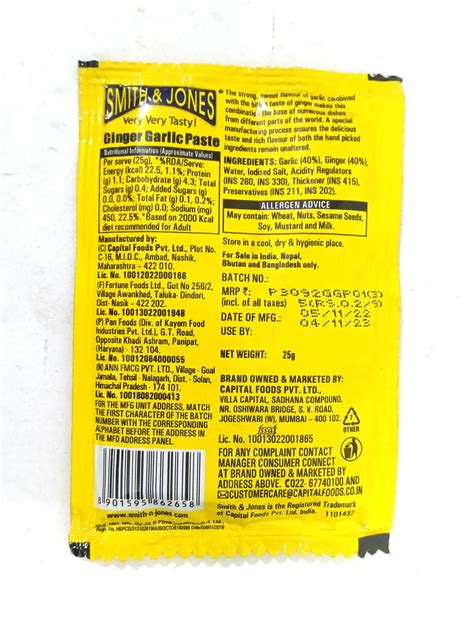 SMITH & JONES
Very Very Tasty!
Ginger Garlic Paste
Nutritional Information (Approximate Values)
Per serve (25g), *%RDA/Serve:
Energy (kcal) 22.5, 1.1%; Protein
(g) 1.1; Carbohydrate (g) 4.3; Total
Sugars (g) 0.4; Added Sugars (g)
0.0, 0.0%; Total Fat (g) 0.1, 0.2%;
Cholesterol (mg) 0.0; Sodium (mg)
450, 22.5%.*Based on 2000 Kcal
diet recommended for Adult
Manufactured by:
(C) Capital Foods Pvt. Ltd., Plot No.
C-16, M.I.D.C., Ambad, Nashik,
Maharashtra – 422 010.
Lic. No. 10012022000166
(F) Fortune Foods Ltd., Gut No 256/2,
Village Awankhed, Taluka- Dindori,
Dist- Nasik – 422 202.
Lic. No. 10013022001948
(P) Pan Foods (Div. of Kayem Food
Industries Pvt. Ltd.), G.T. Road,
Opposite Khadi Ashram, Panipat,
(Haryana) - 132 104.
Lic. No. 10012064000055
(N) ANN FMCG PVT. LTD., Village - Goal
Jamala, Tehsil - Nalagarh, Dist. - Solan,
Himachal Pradesh - 174 101.
Lic. No. 10018062000413
FOR THE MFG UNIT ADDRESS, MATCH
THE FIRST CHARACTER OF THE BATCH
NUMBER WITH THE CORRESPONDING
ALPHABET BEFORE THE ADDRESS IN
THE MFD ADDRESS PANEL.
8 901595 862658
www.smith-n-jones.com
The strong, sweet flavour of garlic combined
with the bitter taste of ginger makes this
combination the base of numerous dishes
from different parts of the world. A special
manufacturing process ensures the delicious
taste and rich flavour of both the hand picked
ingredients remain unaltered.
INGREDIENTS: Garlic (40%), Ginger (40%),
Water, Iodised Salt, Acidity Regulators
(INS 260, INS 330), Thickener (INS 415),
Preservatives (INS 211, INS 202).
ALLERGEN ADVICE
May contain: Wheat, Nuts, Sesame Seeds,
Soy, Mustard and Milk.
Store in a cool, dry & hygienic place.
For Sale in India, Nepal,
Bhutan and Bangladesh only.
BATCH NO.:
MRP ₹: P3092GGP01(3)
(incl. of all taxes) 5(RS.0.2/g)
DATE OF MFG.: 05/11/22
USE BY: 04/11/23
NET WEIGHT: 25g
BRAND OWNED & MARKETED BY:
CAPITAL FOODS PVT. LTD.,
VILLA CAPITAL, SADHANA COMPOUND,
NR. OSHIWARA BRIDGE, S. V. ROAD,
JOGESHWARI (W), MUMBAI – 400 102.
7
OTHER
fssai
Lic. No. 10013022001865
FOR ANY COMPLAINT CONTACT
MANAGER CONSUMER CONNECT
AT BRAND OWNED & MARKETED BY
ADDRESS ABOVE. 022- 67740100 AND
CUSTOMERCARE@CAPITALFOODS.CO.IN
Smith & Jones is the Registered Trademark
of Capital Foods Pvt. Ltd. India. 1101437